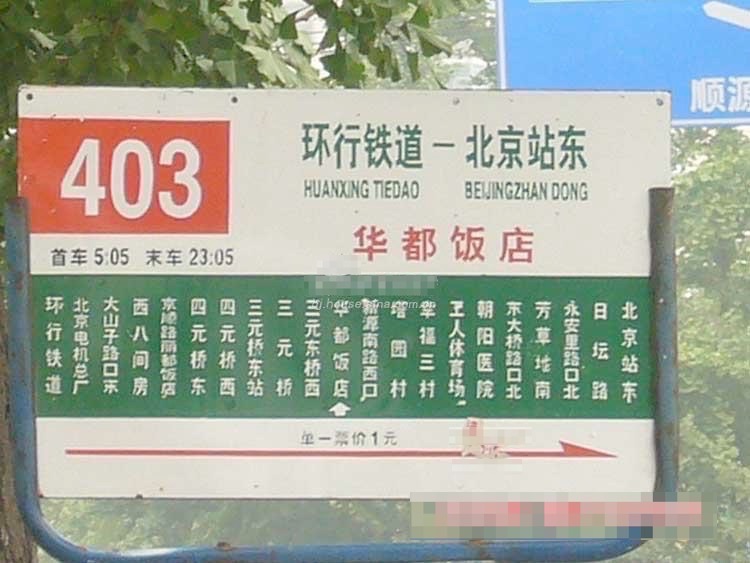 顺源
403
环行铁道－北京站东
HUANXING TIEDAO BEIJINGZHAN DONG
首车 5:05 末车 23:05
华都饭店
环行铁道
北京电机总厂
大山子路口东
西八间房
京顺路丽都饭店
四元桥东
四元桥西
三元桥东站
三元桥
三元东桥西
华都饭店
新源南路西口
塔园村
幸福三村
工人体育场
朝阳医院
东大桥路口北
芳草地南
永安里路口北
日坛路
北京站东
单一票价1元